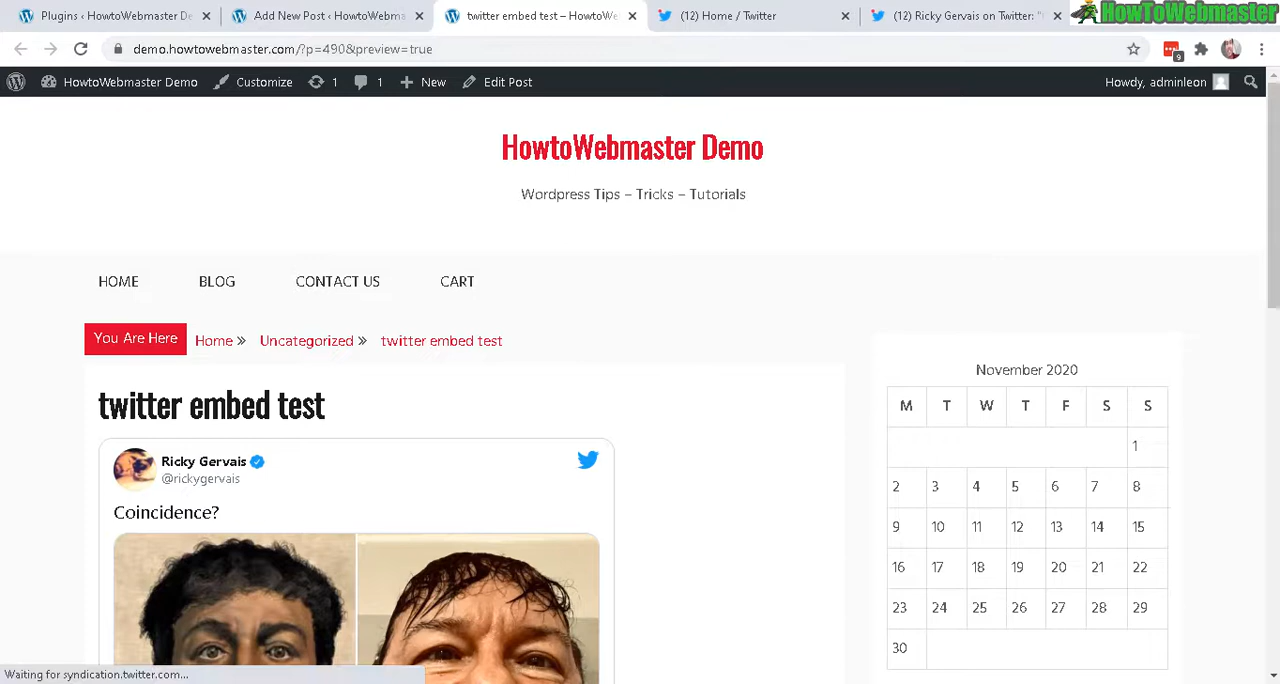 Plugins ‹ HowtoWebmaster De
Add New Post ‹ HowtoWebma
twitter embed test – HowtoWe
(12) Home / Twitter
(12) Ricky Gervais on Twitter: "
HowToWebmaster
demo.howtowebmaster.com/?p=490&preview=true
9
HowtoWebmaster Demo
Customize
1
1
New
Edit Post
Howdy, adminleon
HowtoWebmaster Demo
Wordpress Tips – Tricks – Tutorials
HOME
BLOG
CONTACT US
CART
You Are Here
Home »
Uncategorized »
twitter embed test
twitter embed test
Ricky Gervais
@rickygervais
Coincidence?
November 2020
M T W T F S S
1
2 3 4 5 6 7 8
9 10 11 12 13 14 15
16 17 18 19 20 21 22
23 24 25 26 27 28 29
30
Waiting for syndication.twitter.com...